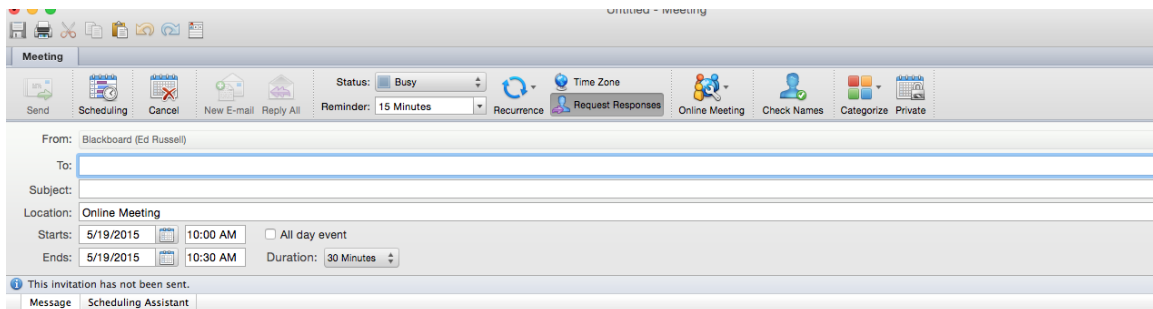 Untitled - Meeting
Meeting
Send Scheduling Cancel New E-mail Reply All Status: Busy Reminder: 15 Minutes Recurrence Time Zone Request Responses Online Meeting Check Names Categorize Private
From: Blackboard (Ed Russell)
To:
Subject:
Location: Online Meeting
Starts: 5/19/2015 10:00 AM All day event
Ends: 5/19/2015 10:30 AM Duration: 30 Minutes
This invitation has not been sent.
Message Scheduling Assistant